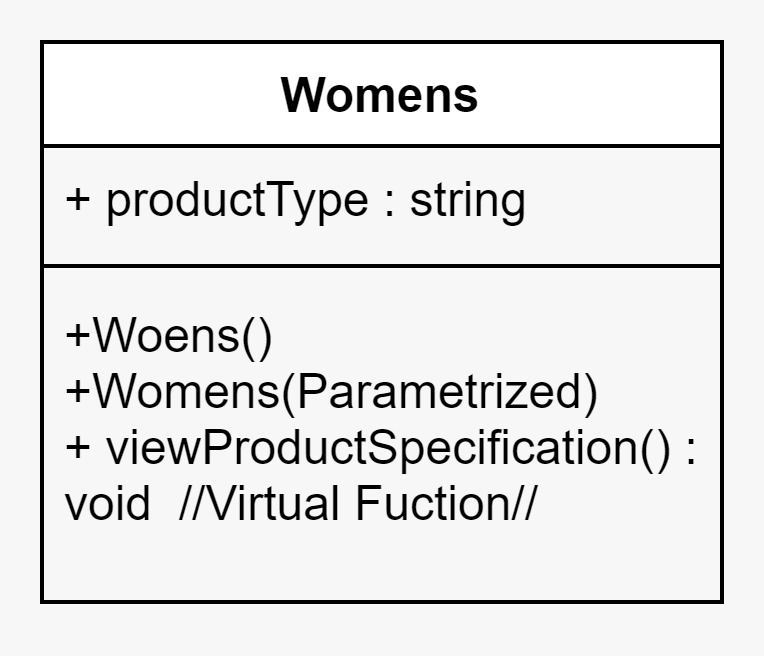 Womens
+ productType : string
+Woens()
+Womens(Parametrized)
+ viewProductSpecification() :
void  //Virtual Fuction//